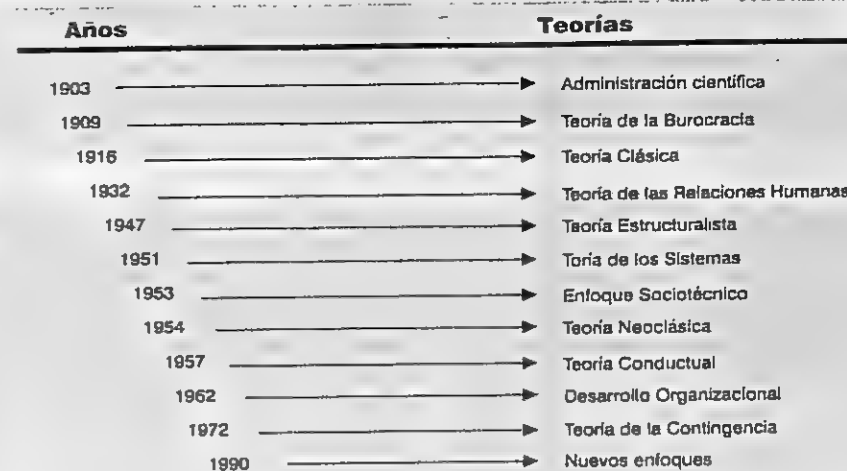 Años Teorías
1903 Administración científica
1909 Teoría de la Burocracia
1916 Teoría Clásica
1932 Teoría de las Relaciones Humanas
1947 Teoría Estructuralista
1951 Toria de los Sistemas
1953 Enfoque Sociotécnico
1954 Teoría Neoclásica
1957 Teoría Conductual
1962 Desarrollo Organizacional
1972 Teoría de la Contingencia
1990 Nuevos enfoques